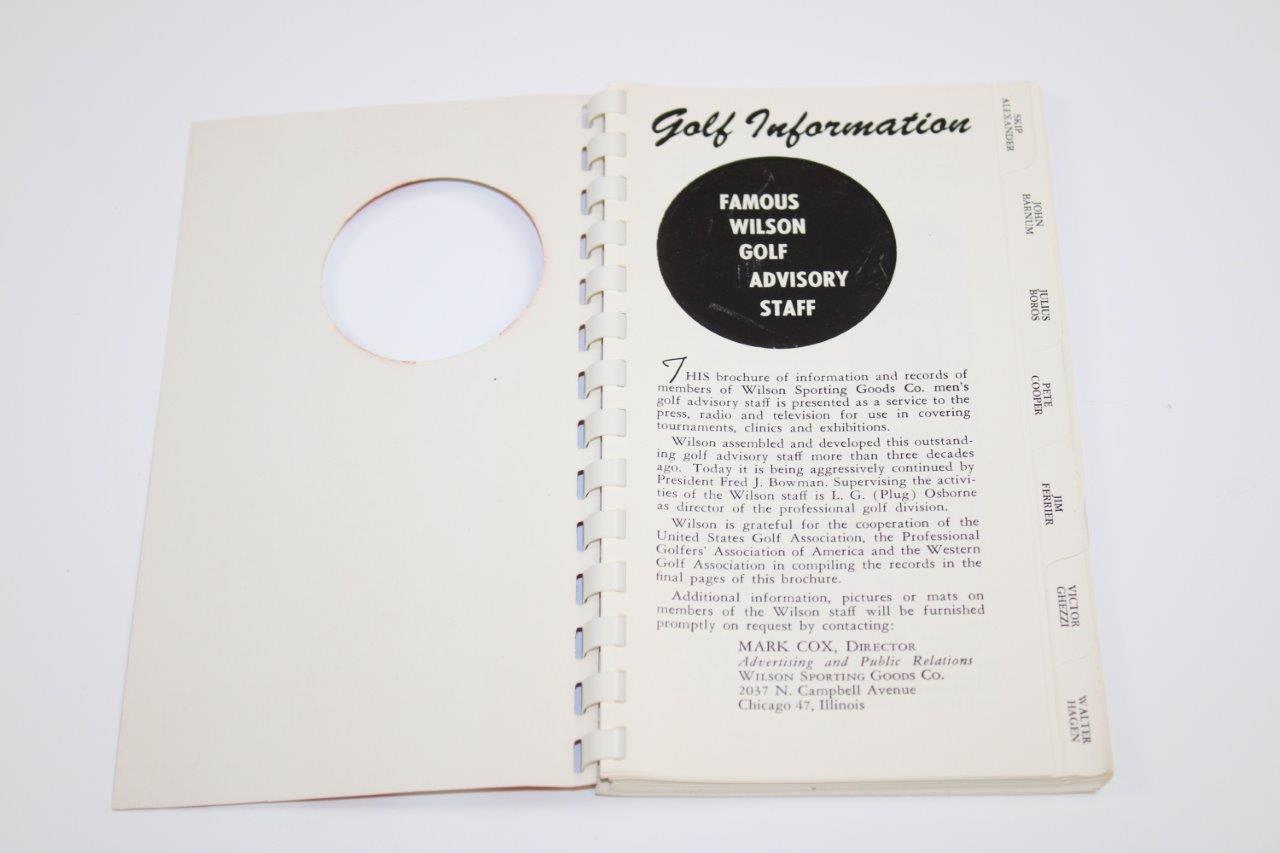 Golf Information
FAMOUS
WILSON
GOLF
ADVISORY
STAFF
THIS brochure of information and records of
members of Wilson Sporting Goods Co. men's
golf advisory staff is presented as a service to the
press, radio and television for use in covering
tournaments, clinics and exhibitions.
Wilson assembled and developed this outstand-
ing golf advisory staff more than three decades
ago. Today it is being aggressively continued by
President Fred J. Bowman. Supervising the activi-
ties of the Wilson staff is L. G. (Plug) Osborne
as director of the professional golf division.
Wilson is grateful for the cooperation of the
United States Golf Association, the Professional
Golfers' Association of America and the Western
Golf Association in compiling the records in the
final pages of this brochure.
Additional information, pictures or mats on
members of the Wilson staff will be furnished
promptly on request by contacting:
MARK COX, DIRECTOR
Advertising and Public Relations
WILSON SPORTING GOODS CO.
2037 N. Campbell Avenue
Chicago 47, Illinois
SKIP
ALEXANDER
JOHN
BARNUM
JULIUS
BOROS
PETE
COOPER
JIM
FERRIER
VICTOR
GHEZZI
WALTER
HAGEN